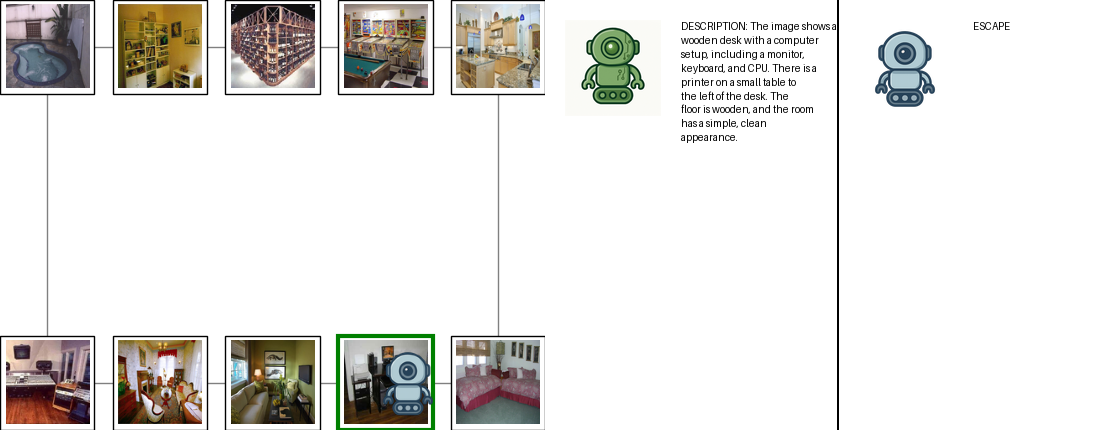 DESCRIPTION: The image shows a
wooden desk with a computer
setup, including a monitor,
keyboard, and CPU. There is a
printer on a small table to
the left of the desk. The
floor is wooden, and the room
has a simple, clean
appearance.
ESCAPE